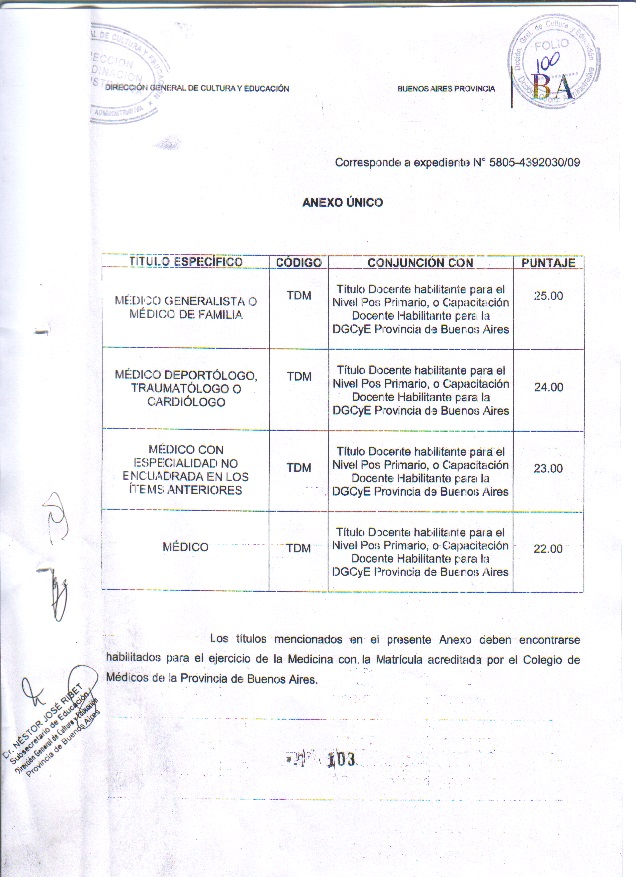 DIRECCIÓN GENERAL DE CULTURA Y EDUCACIÓN
BUENOS AIRES PROVINCIA
FOLIO
100
BA
Corresponde a expediente N° 5805-4392030/09
ANEXO ÚNICO
TÍTULO ESPECÍFICO CÓDIGO CONJUNCIÓN CON PUNTAJE
MÉDICO GENERALISTA O
MÉDICO DE FAMILIA
TDM
Título Docente habilitante para el
Nivel Pos Primario, o Capacitación
Docente Habilitante para la
DGCyE Provincia de Buenos Aires
25.00
MÉDICO DEPORTÓLOGO,
TRAUMATÓLOGO O
CARDIÓLOGO
TDM
Título Docente habilitante para el
Nivel Pos Primario, o Capacitación
Docente Habilitante para la
DGCyE Provincia de Buenos Aires
24.00
MÉDICO CON
ESPECIALIDAD NO
ENCUADRADA EN LOS
ÍTEMS ANTERIORES
TDM
Título Docente habilitante para el
Nivel Pos Primario, o Capacitación
Docente Habilitante para la
DGCyE Provincia de Buenos Aires
23.00
MÉDICO
TDM
Título Docente habilitante para el
Nivel Pos Primario, o Capacitación
Docente Habilitante para la
DGCyE Provincia de Buenos Aires
22.00
Los títulos mencionados en el presente Anexo deben encontrarse
habilitados para el ejercicio de la Medicina con la Matrícula acreditada por el Colegio de
Médicos de la Provincia de Buenos Aires.
Dr. NÉSTOR JOSÉ RIBET
Subsecretario de Educación
Dirección General de Cultura y Educación
Provincia de Buenos Aires
103